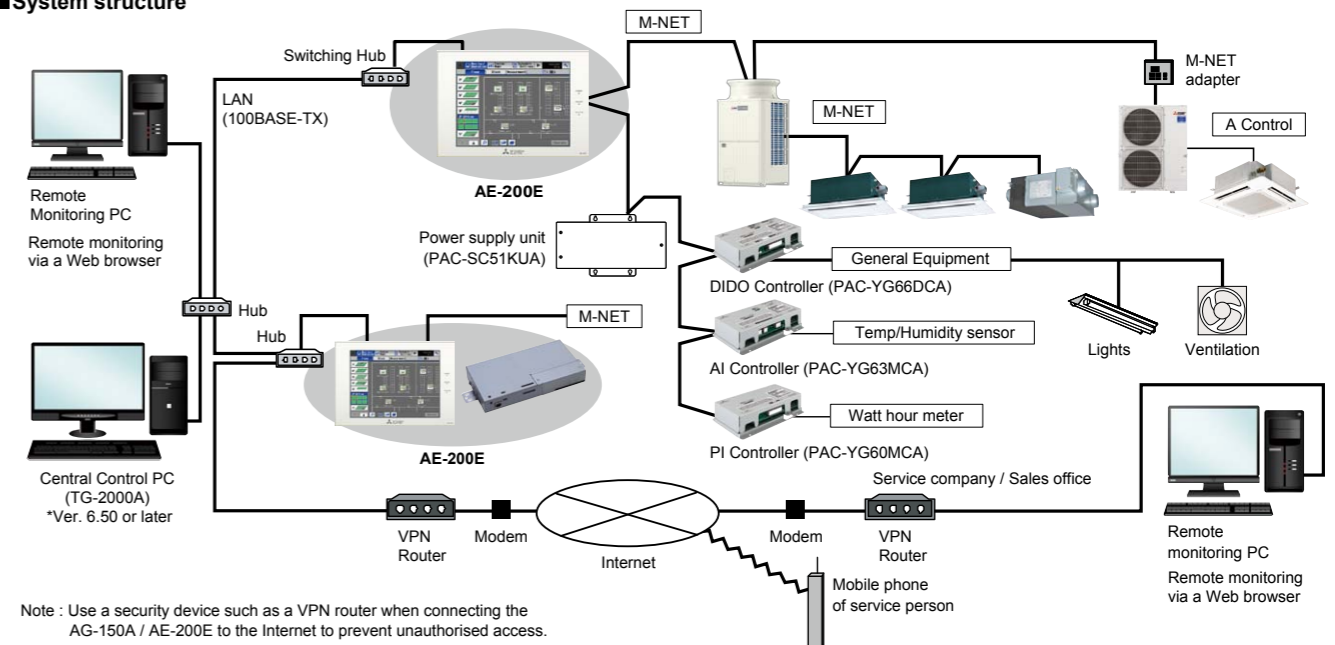 ■System structure
M-NET
Switching Hub
M-NET
adapter
LAN
(100BASE-TX)
M-NET
A Control
AE-200E
Remote
Monitoring PC
Remote monitoring
via a Web browser
Power supply unit
(PAC-SC51KUA)
General Equipment
DIDO Controller (PAC-YG66DCA)
Hub
Hub
M-NET
Temp/Humidity sensor
Lights
Ventilation
AI Controller (PAC-YG63MCA)
Watt hour meter
AE-200E
PI Controller (PAC-YG60MCA)
Central Control PC
(TG-2000A)
*Ver. 6.50 or later
Service company / Sales office
VPN
Router
Modem
Internet
Modem
VPN
Router
Remote
monitoring PC
Remote monitoring
via a Web browser
Mobile phone
of service person
Note : Use a security device such as a VPN router when connecting the
AG-150A / AE-200E to the Internet to prevent unauthorised access.